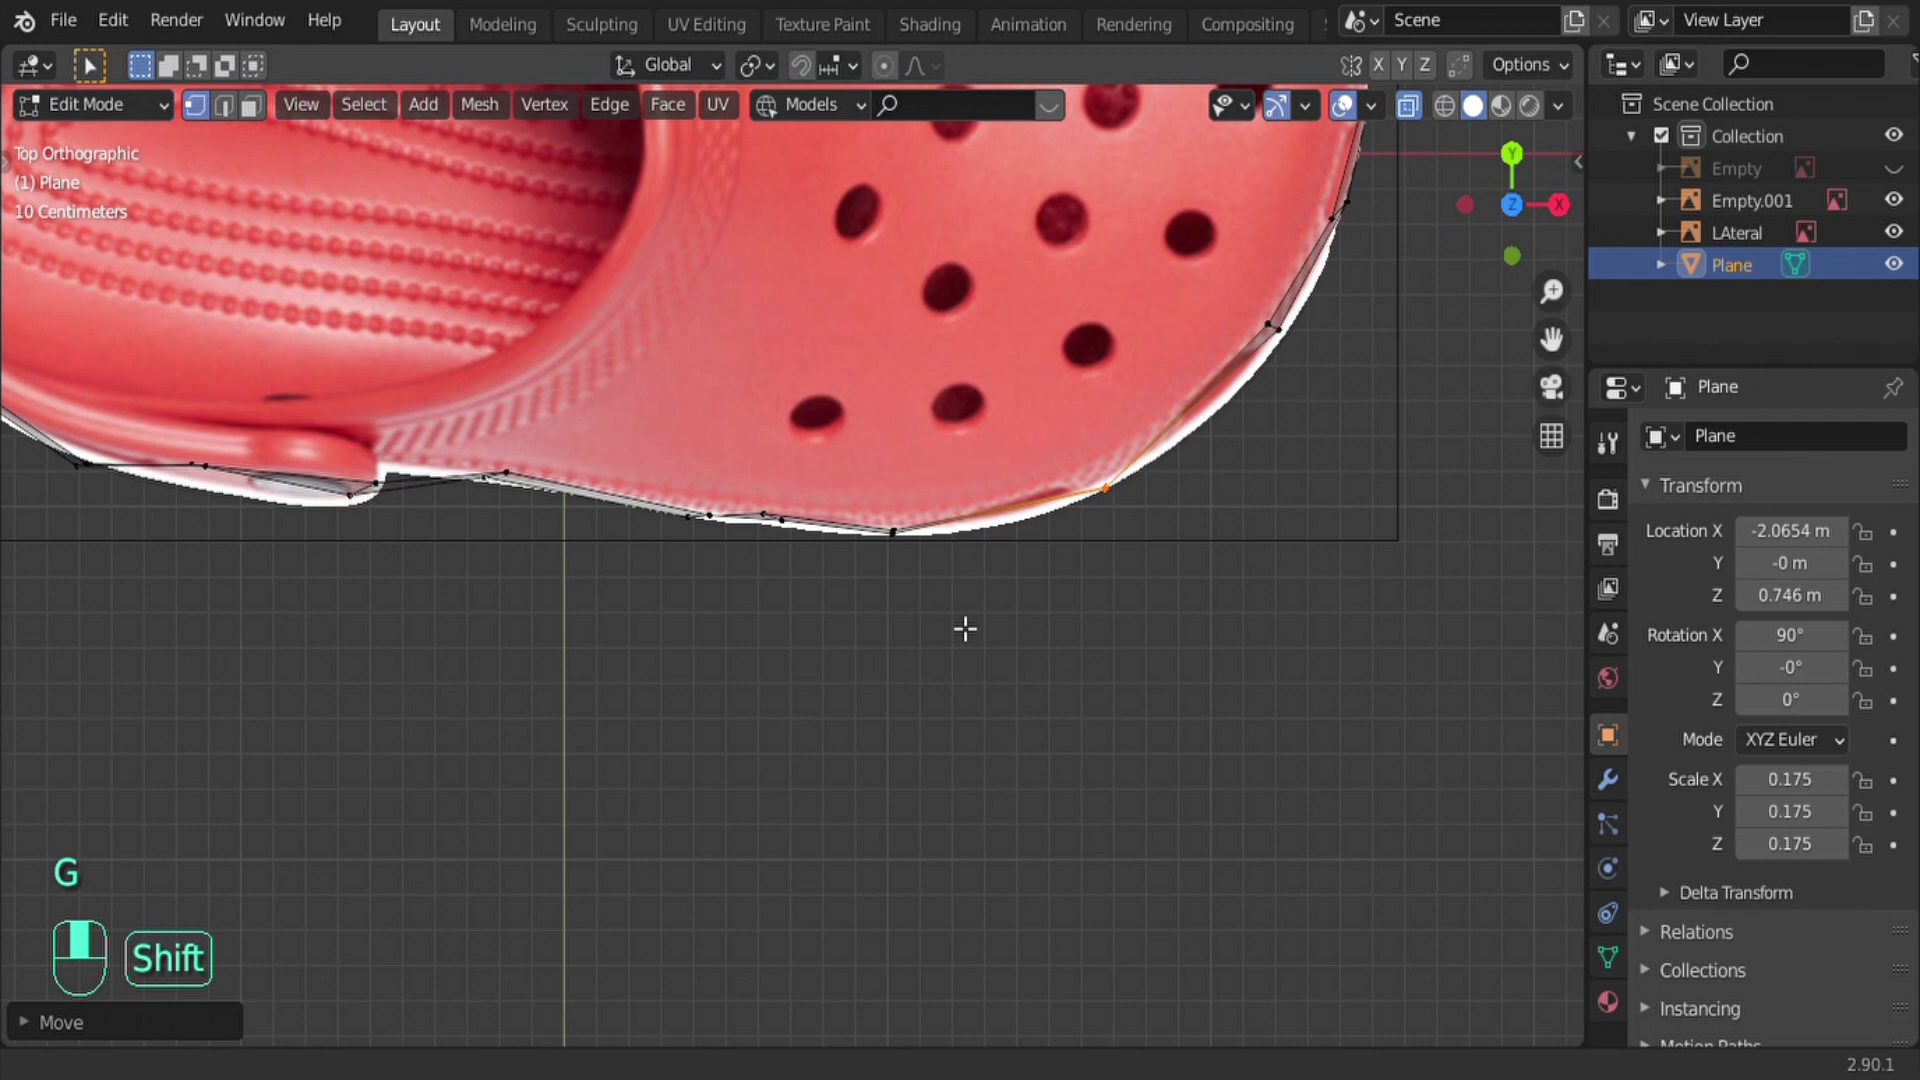 File Edit Render Window Help Layout Modeling Sculpting UV Editing Texture Paint Shading Animation Rendering Compositing Scene View Layer
Global X Y Z Options
Edit Mode View Select Add Mesh Vertex Edge Face UV Models
Top Orthographic
(1) Plane
10 Centimeters
Y
Z X
Scene Collection
Collection
Empty
Empty.001
LAteral
Plane
Plane
Plane
Transform
Location X -2.0654 m
Y -0 m
Z 0.746 m
Rotation X 90°
Y -0°
Z 0°
Mode XYZ Euler
Scale X 0.175
Y 0.175
Z 0.175
Delta Transform
Relations
Collections
Instancing
Motion Paths
G
Shift
Move
2.90.1